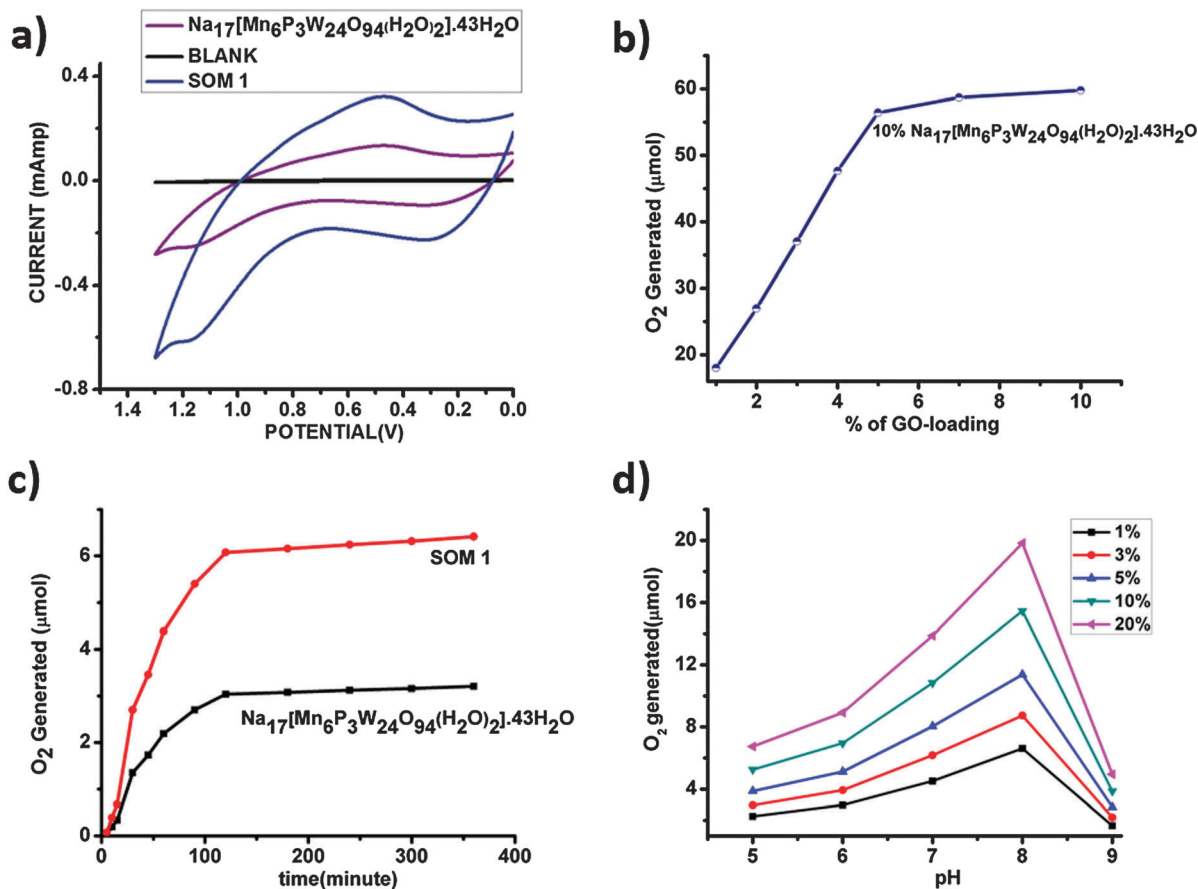 a)
Na17[Mn6P3W24O94(H2O)2].43H2O
BLANK
SOM 1
CURRENT (mAmp)
0.4
0.0
-0.4
-0.8
1.4 1.2 1.0 0.8 0.6 0.4 0.2 0.0
POTENTIAL(V)
b)
O2 Generated (μmol)
60
50
40
30
20
10% Na17[Mn6P3W24O94(H2O)2].43H2O
2 4 6 8 10
% of GO-loading
c)
O2 Generated (μmol)
6
4
2
0
SOM 1
Na17[Mn6P3W24O94(H2O)2].43H2O
0 100 200 300 400
time(minute)
d)
O2 generated(μmol)
20
16
12
8
4
1%
3%
5%
10%
20%
5 6 7 8 9
pH